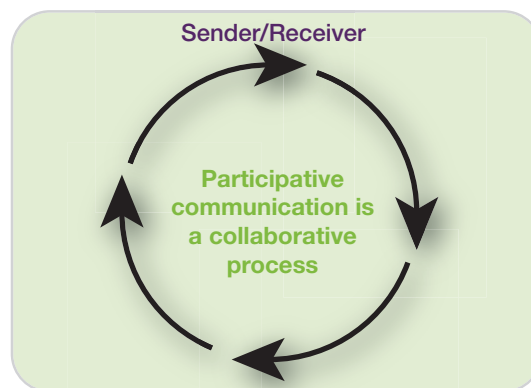 Sender/Receiver
Participative
communication is
a collaborative
process